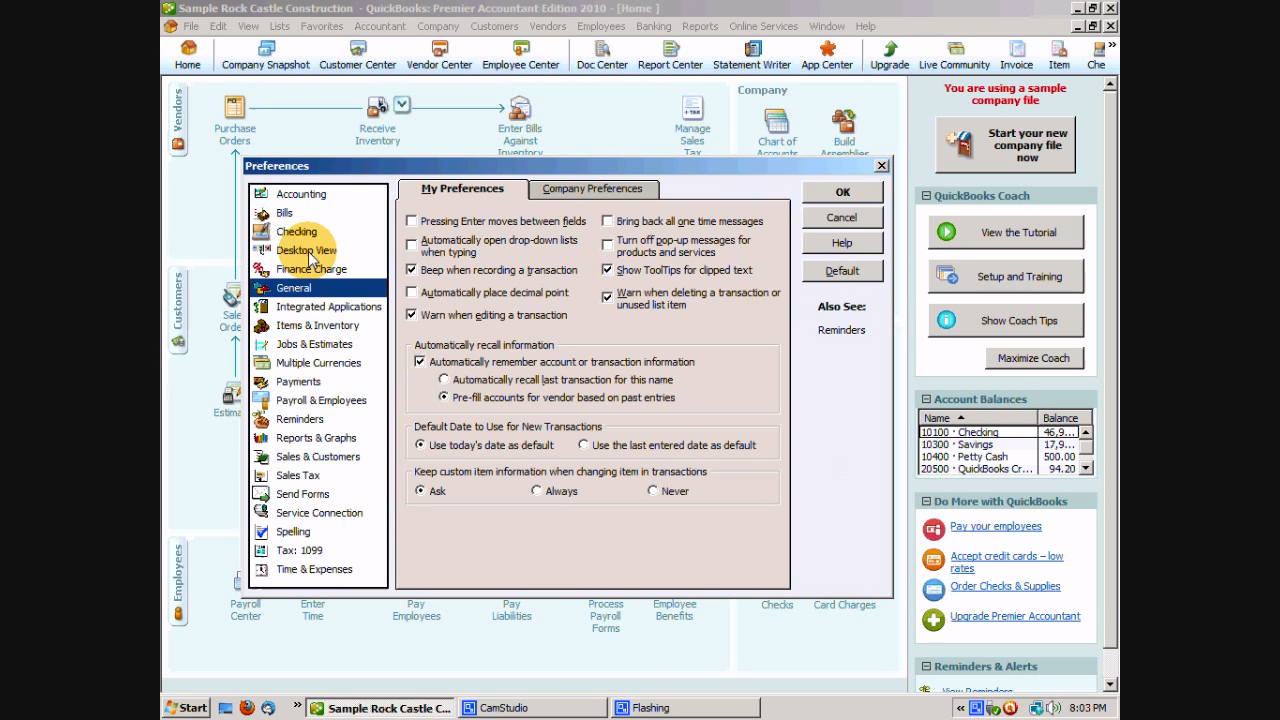 Sample Rock Castle Construction - QuickBooks: Premier Accountant Edition 2010 - [Home ]
File Edit View Lists Favorites Accountant Company Customers Vendors Employees Banking Reports Online Services Window Help
Home Company Snapshot Customer Center Vendor Center Employee Center Doc Center Report Center Statement Writer App Center Upgrade Live Community Invoice Item Che »
Vendors
Purchase
Orders
Receive
Inventory
Enter Bills
Against
Inventory
Manage
Sales
Tax
Company
Chart of
Accounts
Build
Assemblies
Customers
Sale
Orde
Estima
Employees
Payroll
Center
Enter
Time
Pay
Employees
Pay
Liabilities
Process
Payroll
Forms
Employee
Benefits
Checks
Card Charges
Preferences
Accounting
Bills
Checking
Desktop View
Finance Charge
General
Integrated Applications
Items & Inventory
Jobs & Estimates
Multiple Currencies
Payments
Payroll & Employees
Reminders
Reports & Graphs
Sales & Customers
Sales Tax
Send Forms
Service Connection
Spelling
Tax: 1099
Time & Expenses
My Preferences
Company Preferences
Pressing Enter moves between fields
Bring back all one time messages
Automatically open drop-down lists
when typing
Turn off pop-up messages for
products and services
Beep when recording a transaction
Show ToolTips for clipped text
Automatically place decimal point
Warn when deleting a transaction or
unused list item
Warn when editing a transaction
Automatically recall information
Automatically remember account or transaction information
Automatically recall last transaction for this name
Pre-fill accounts for vendor based on past entries
Default Date to Use for New Transactions
Use today's date as default
Use the last entered date as default
Keep custom item information when changing item in transactions
Ask
Always
Never
OK
Cancel
Help
Default
Also See:
Reminders
You are using a sample
company file
Start your new
company file
now
QuickBooks Coach
View the Tutorial
Setup and Training
Show Coach Tips
Maximize Coach
Account Balances
Name Balance
10100 · Checking 46,9...
10300 · Savings 17,9...
10400 · Petty Cash 500.00
20500 · QuickBooks Cr... 94.20
Do More with QuickBooks
Pay your employees
Accept credit cards – low
rates
Order Checks & Supplies
Upgrade Premier Accountant
Reminders & Alerts
View Reminders
Start » Sample Rock Castle C... CamStudio Flashing « 8:03 PM